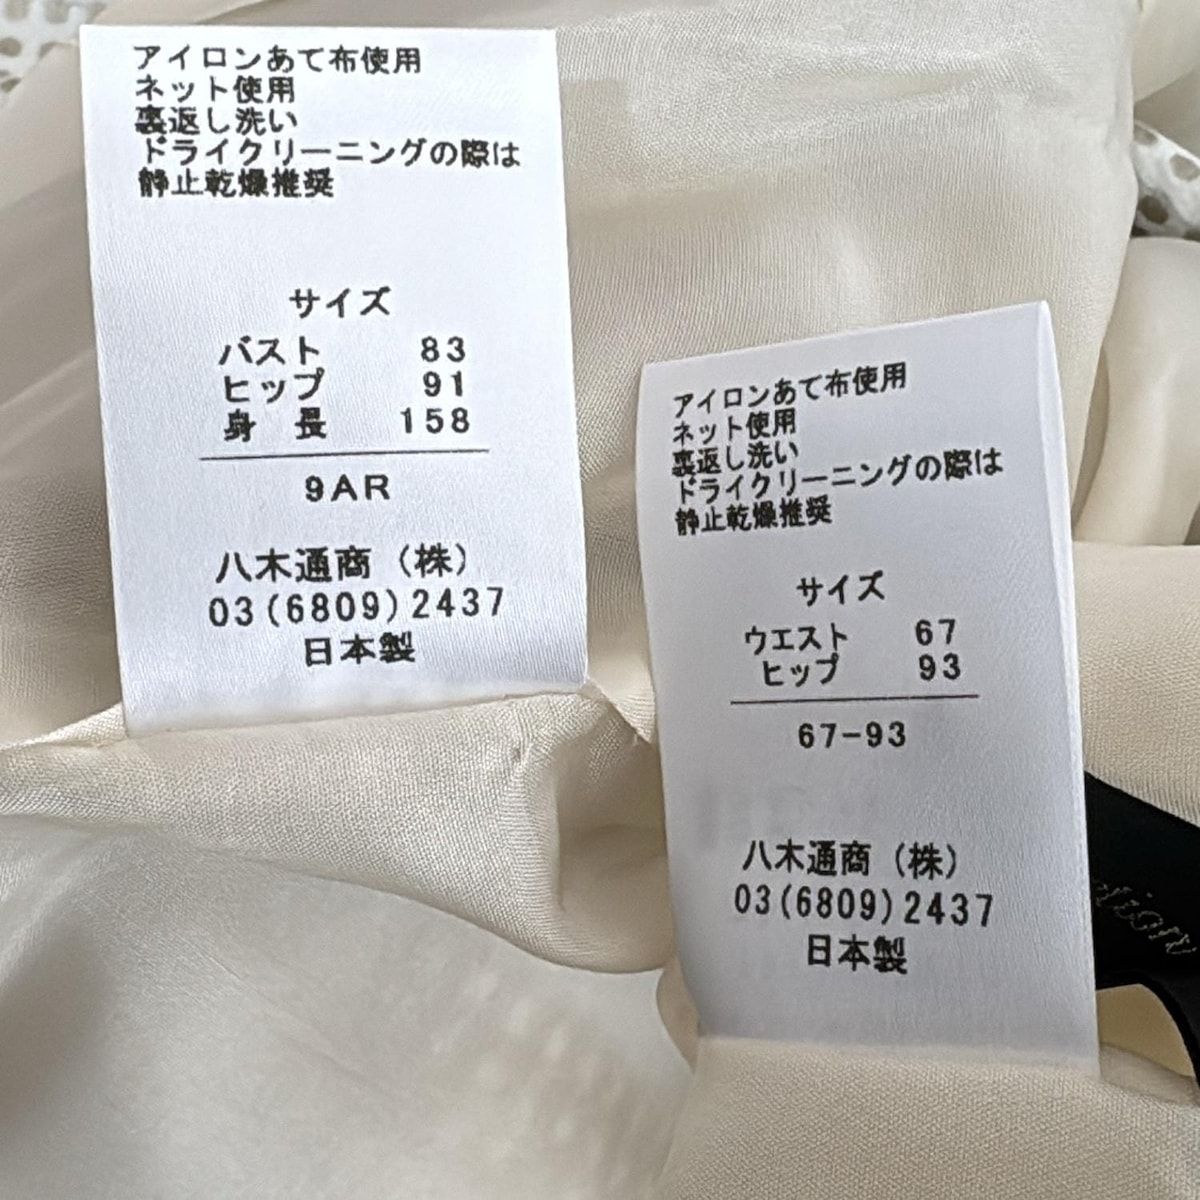 アイロンあて布使用
ネット使用
裏返し洗い
ドライクリーニングの際は
静止乾燥推奨
サイズ
バスト 83
ヒップ 91
身 長 158
9AR
八木通商（株）
03(6809)2437
日本製
アイロンあて布使用
ネット使用
裏返し洗い
ドライクリーニングの際は
静止乾燥推奨
サイズ
ウエスト 67
ヒップ 93
67-93
八木通商（株）
03(6809)2437
日本製